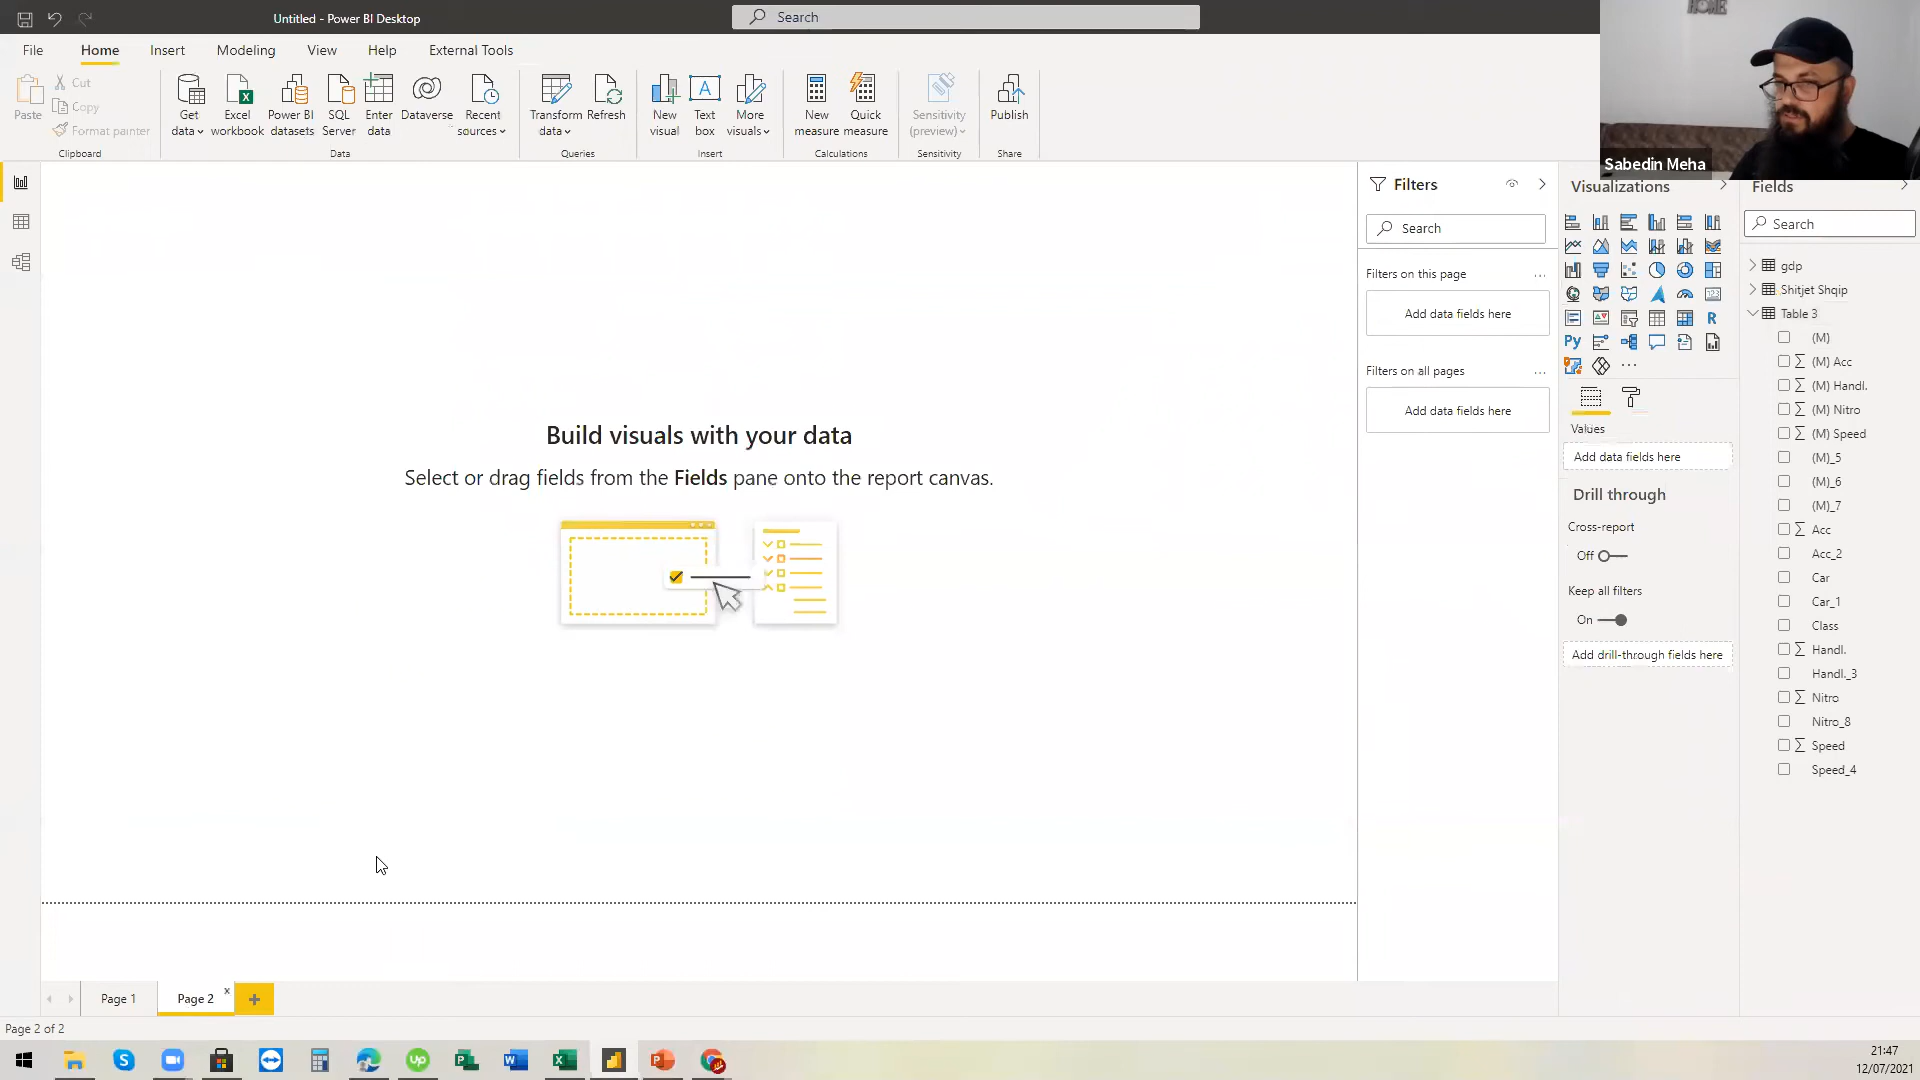 Untitled - Power BI Desktop
Search
File
Home
Insert
Modeling
View
Help
External Tools
Paste
Cut
Copy
Format painter
Clipboard
Get data
Excel workbook
Power BI datasets
SQL Server
Enter data
Dataverse
Recent sources
Data
Transform data
Refresh
Queries
New visual
Text box
More visuals
Insert
New measure
Quick measure
Calculations
Sensitivity (preview)
Sensitivity
Publish
Share
HOME
Sabedin Meha
Build visuals with your data
Select or drag fields from the Fields pane onto the report canvas.
Filters
Search
Filters on this page
Add data fields here
Filters on all pages
Add data fields here
Visualizations
R
Py
Values
Add data fields here
Drill through
Cross-report
Off
Keep all filters
On
Add drill-through fields here
Fields
Search
gdp
Shitjet Shqip
Table 3
(M)
(M) Acc
(M) Handl.
(M) Nitro
(M) Speed
(M)_5
(M)_6
(M)_7
Acc
Acc_2
Car
Car_1
Class
Handl.
Handl._3
Nitro
Nitro_8
Speed
Speed_4
Page 1
Page 2
Page 2 of 2
21:47
12/07/2021